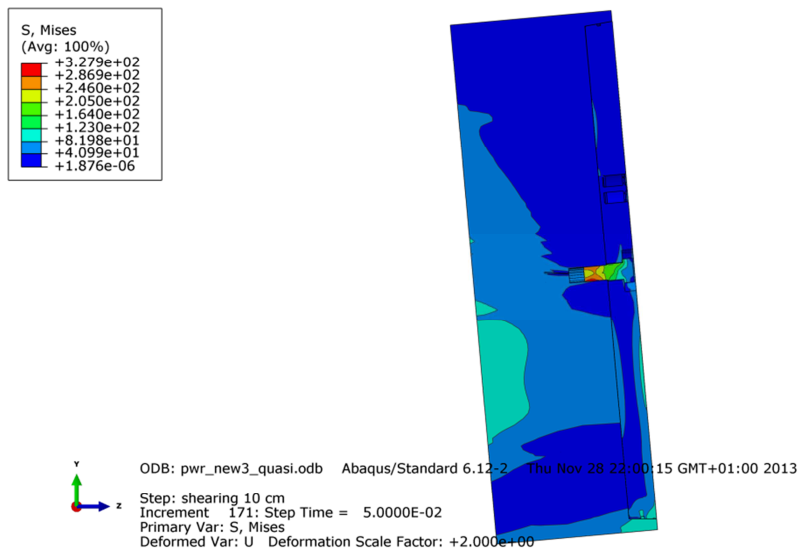 S, Mises
(Avg: 100%)
+3.279e+02
+2.869e+02
+2.460e+02
+2.050e+02
+1.640e+02
+1.230e+02
+8.198e+01
+4.099e+01
+1.876e-06
Y
Z
ODB: pwr_new3_quasi.odb Abaqus/Standard 6.12-2 Thu Nov 28 22:00:15 GMT+01:00 2013
Step: shearing 10 cm
Increment 171: Step Time = 5.0000E-02
Primary Var: S, Mises
Deformed Var: U Deformation Scale Factor: +2.000e+00